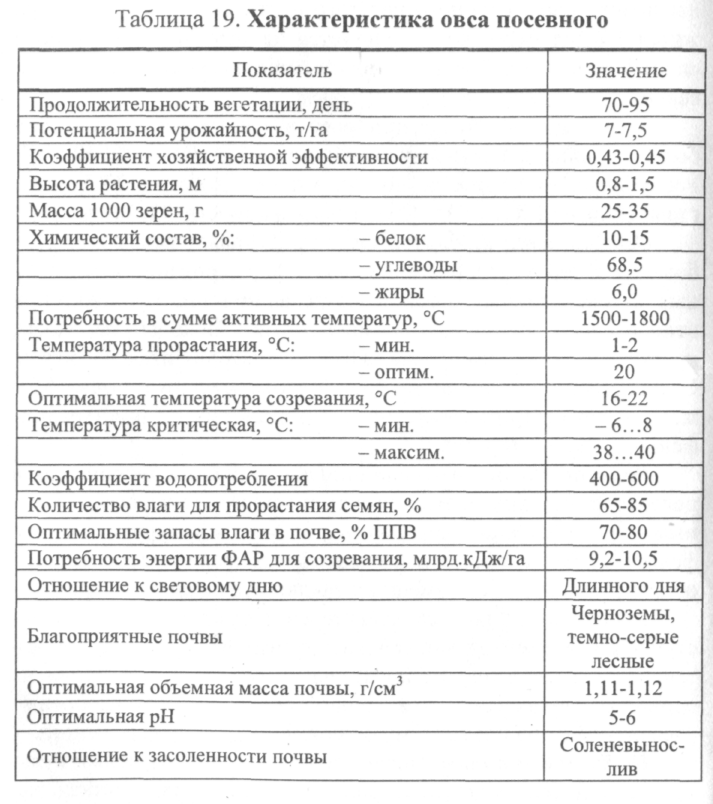 Таблица 19. Характеристика овса посевного
Показатель Значение
Продолжительность вегетации, день 70-95
Потенциальная урожайность, т/га 7-7,5
Коэффициент хозяйственной эффективности 0,43-0,45
Высота растения, м 0,8-1,5
Масса 1000 зерен, г 25-35
Химический состав, %: – белок 10-15
– углеводы 68,5
– жиры 6,0
Потребность в сумме активных температур, °С 1500-1800
Температура прорастания, °С: – мин. 1-2
– оптим. 20
Оптимальная температура созревания, °С 16-22
Температура критическая, °С: – мин. – 6...8
– максим. 38...40
Коэффициент водопотребления 400-600
Количество влаги для прорастания семян, % 65-85
Оптимальные запасы влаги в почве, % ППВ 70-80
Потребность энергии ФАР для созревания, млрд.кДж/га 9,2-10,5
Отношение к световому дню Длинного дня
Благоприятные почвы Черноземы,
темно-серые
лесные
Оптимальная объемная масса почвы, г/см³ 1,11-1,12
Оптимальная рН 5-6
Отношение к засоленности почвы Соленевынос-
лив